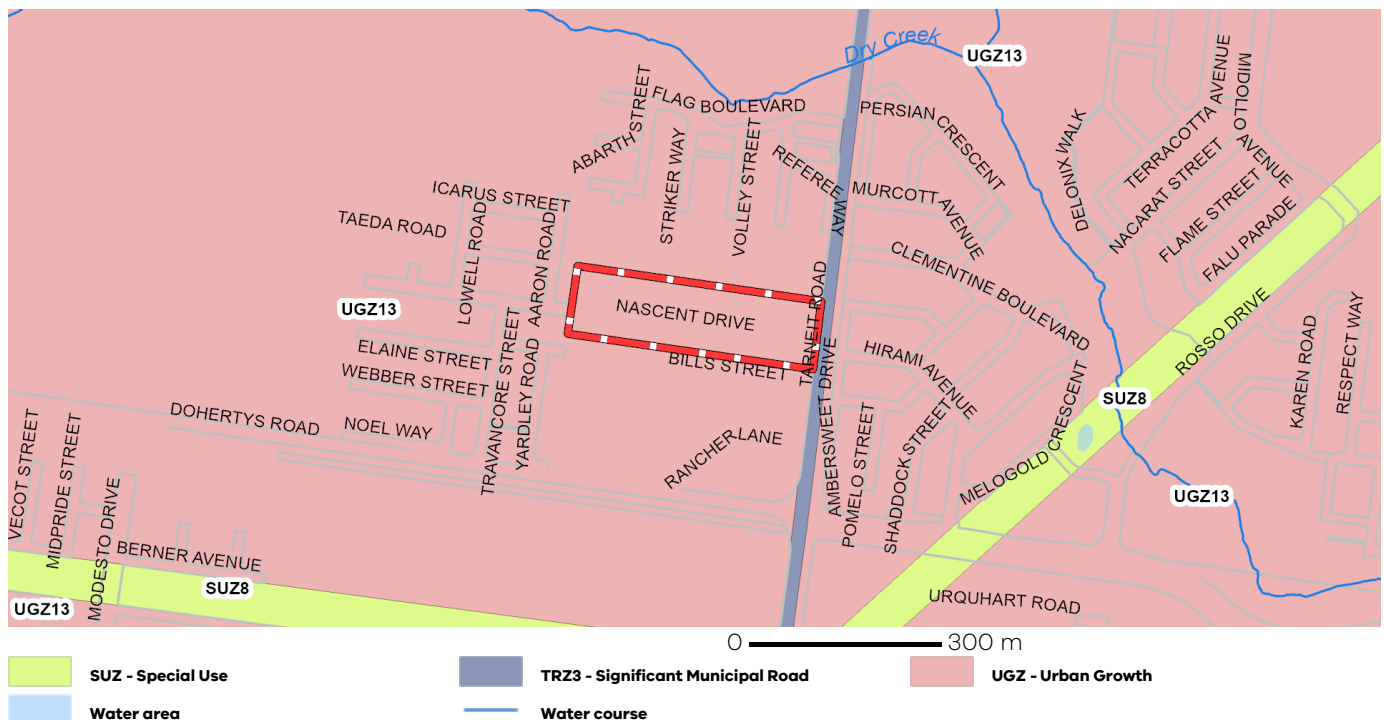 Dry Creek
UGZ13
FLAG BOULEVARD
ABARTH STREET
STRIKER WAY
VOLLEY STREET
REFEREE WAY
PERSIAN CRESCENT
MURCOTT AVENUE
DELONIX WALK
TERRACOTTA AVENUE
MIDOLLO AVENUE
NACARAT STREET
FLAME STREET
FALU PARADE
ICARUS STREET
TAEDA ROAD
LOWELL ROAD
AARON ROAD
CLEMENTINE BOULEVARD
UGZ13
NASCENT DRIVE
TARNEIT ROAD
ROSSO DRIVE
KAREN ROAD
RESPECT WAY
ELAINE STREET
WEBBER STREET
TRAVANCORE STREET
YARDLEY ROAD
BILLS STREET
HIRAMI AVENUE
SUZ8
DOHERTYS ROAD
NOEL WAY
RANCHER LANE
AMBERSWEET DRIVE
POMELO STREET
SHADDOCK STREET
MELOGOLD CRESCENT
UGZ13
VECOT STREET
MIDPRIDE STREET
MODESTO DRIVE
BERNER AVENUE
SUZ8
UGZ13
URQUHART ROAD
0 300 m
SUZ - Special Use
TRZ3 - Significant Municipal Road
UGZ - Urban Growth
Water area
Water course